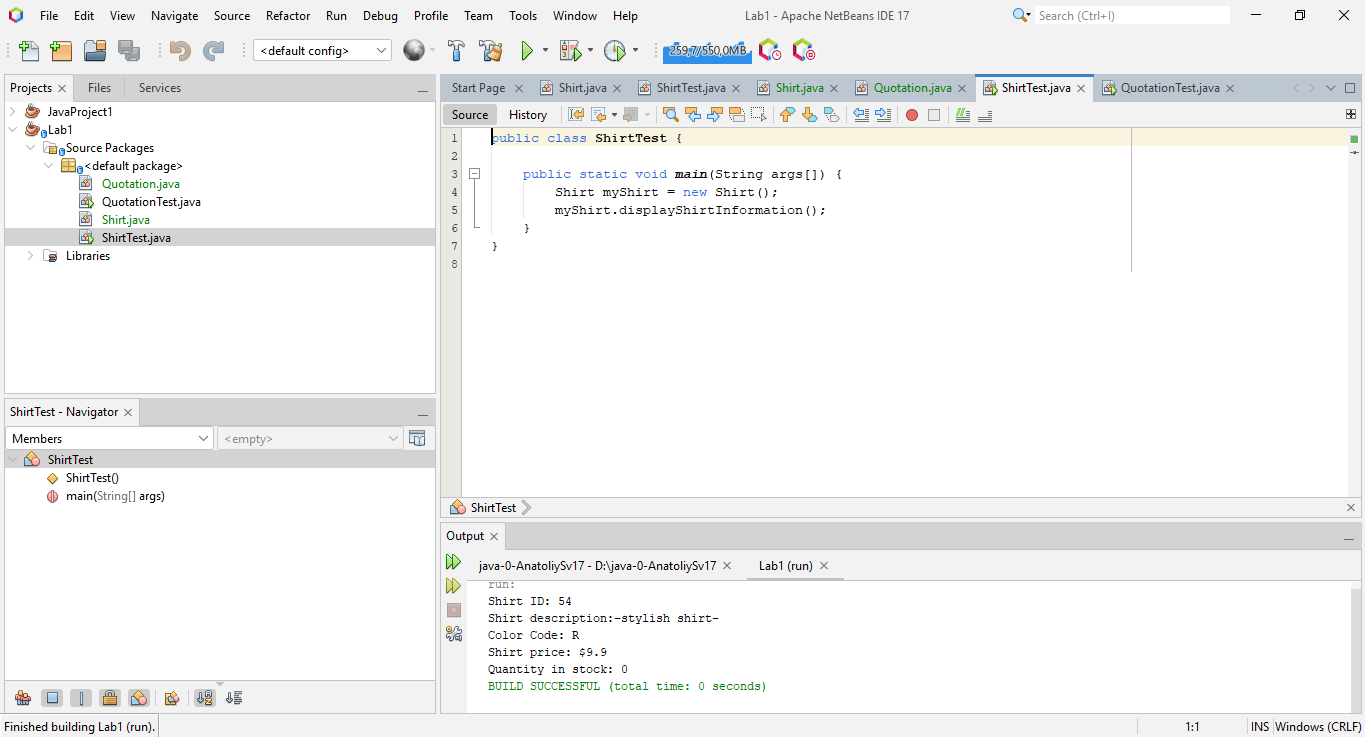 File Edit View Navigate Source Refactor Run Debug Profile Team Tools Window Help Lab1 - Apache NetBeans IDE 17 Search (Ctrl+I)
<default config> 259,7/550,0MB
Projects Files Services
JavaProject1
Lab1
Source Packages
<default package>
Quotation.java
QuotationTest.java
Shirt.java
ShirtTest.java
Libraries
ShirtTest - Navigator
Members <empty>
ShirtTest
ShirtTest()
main(String[] args)
Start Page Shirt.java ShirtTest.java Shirt.java Quotation.java ShirtTest.java QuotationTest.java
Source History
1 public class ShirtTest {
2
3 public static void main(String args[]) {
4 Shirt myShirt = new Shirt();
5 myShirt.displayShirtInformation();
6 }
7 }
8
ShirtTest
Output
java-0-AnatoliySv17 - D:\java-0-AnatoliySv17 Lab1 (run)
run:
Shirt ID: 54
Shirt description:-stylish shirt-
Color Code: R
Shirt price: $9.9
Quantity in stock: 0
BUILD SUCCESSFUL (total time: 0 seconds)
Finished building Lab1 (run). 1:1 INS Windows (CRLF)